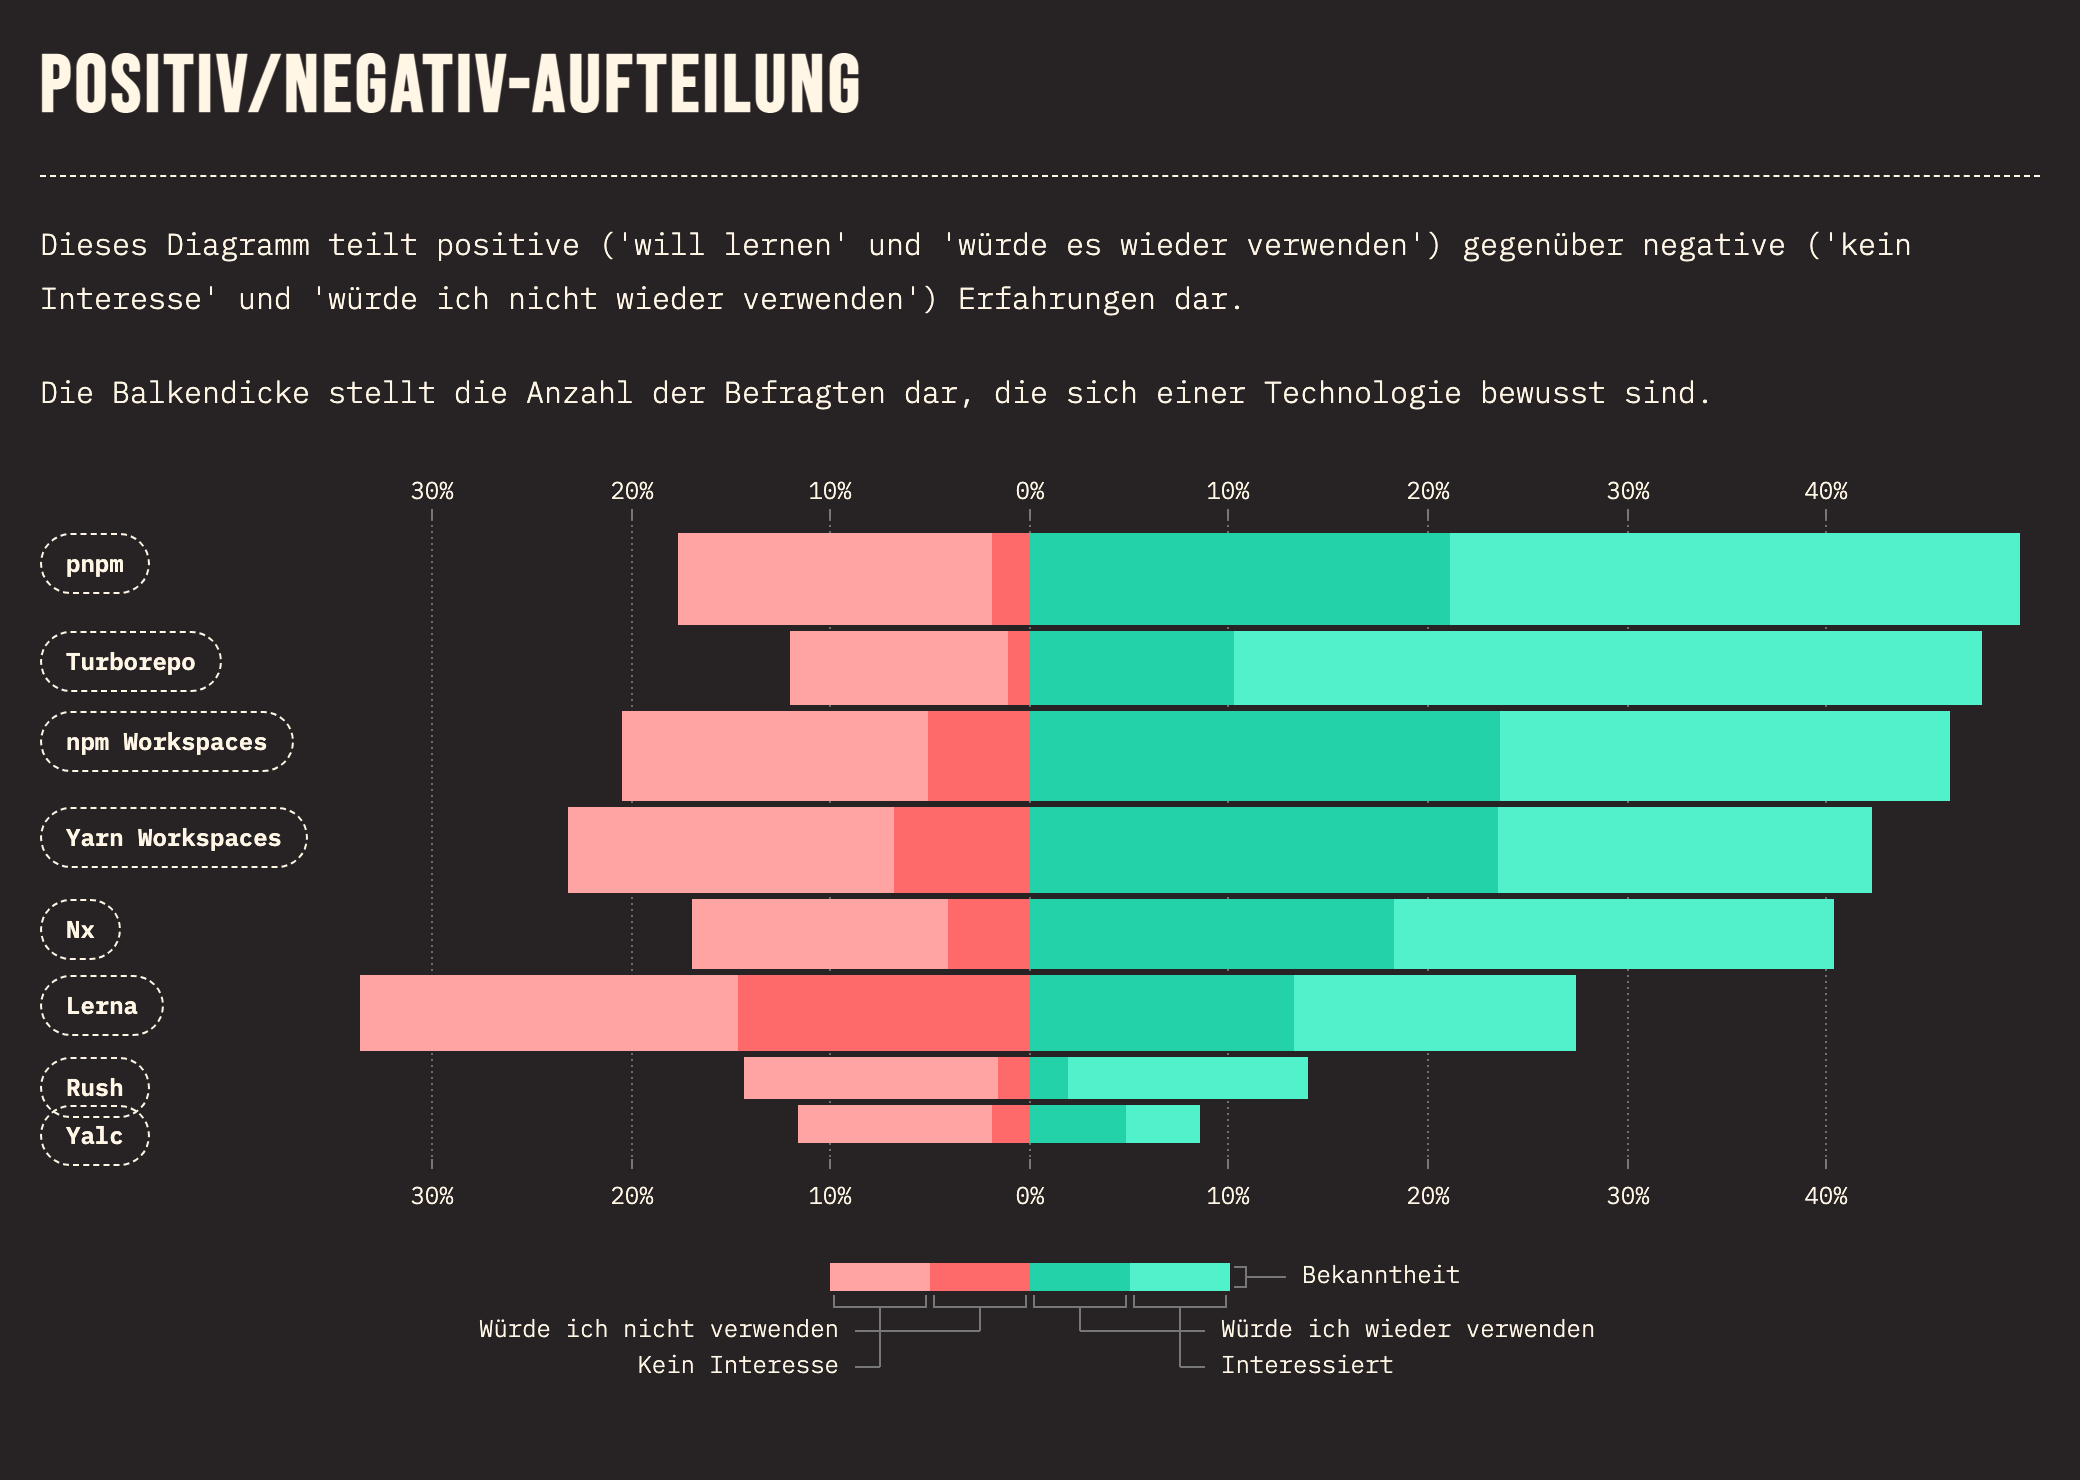 POSITIV/NEGATIV-AUFTEILUNG
Dieses Diagramm teilt positive ('will lernen' und 'würde es wieder verwenden') gegenüber negative ('kein
Interesse' und 'würde ich nicht wieder verwenden') Erfahrungen dar.
Die Balkendicke stellt die Anzahl der Befragten dar, die sich einer Technologie bewusst sind.
30% 20% 10% 0% 10% 20% 30% 40%
pnpm
Turborepo
npm Workspaces
Yarn Workspaces
Nx
Lerna
Rush
Yalc
30% 20% 10% 0% 10% 20% 30% 40%
Bekanntheit
Würde ich nicht verwenden Würde ich wieder verwenden
Kein Interesse Interessiert